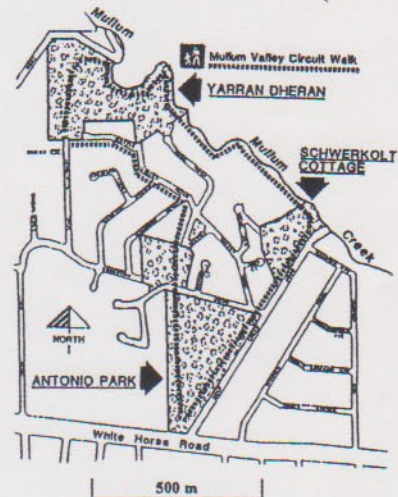 Mullum
Mullum Valley Circuit Walk
YARRAN DHERAN
Mullum
SCHWERKOLT
COTTAGE
Creek
NORTH
ANTONIO PARK
White Horse Road
500 m